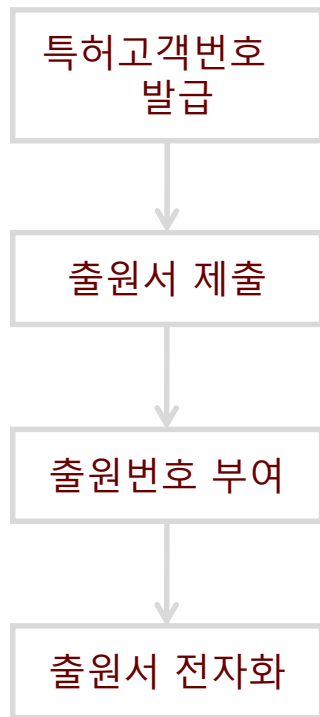 특허고객번호
발급
출원서 제출
출원번호 부여
출원서 전자화